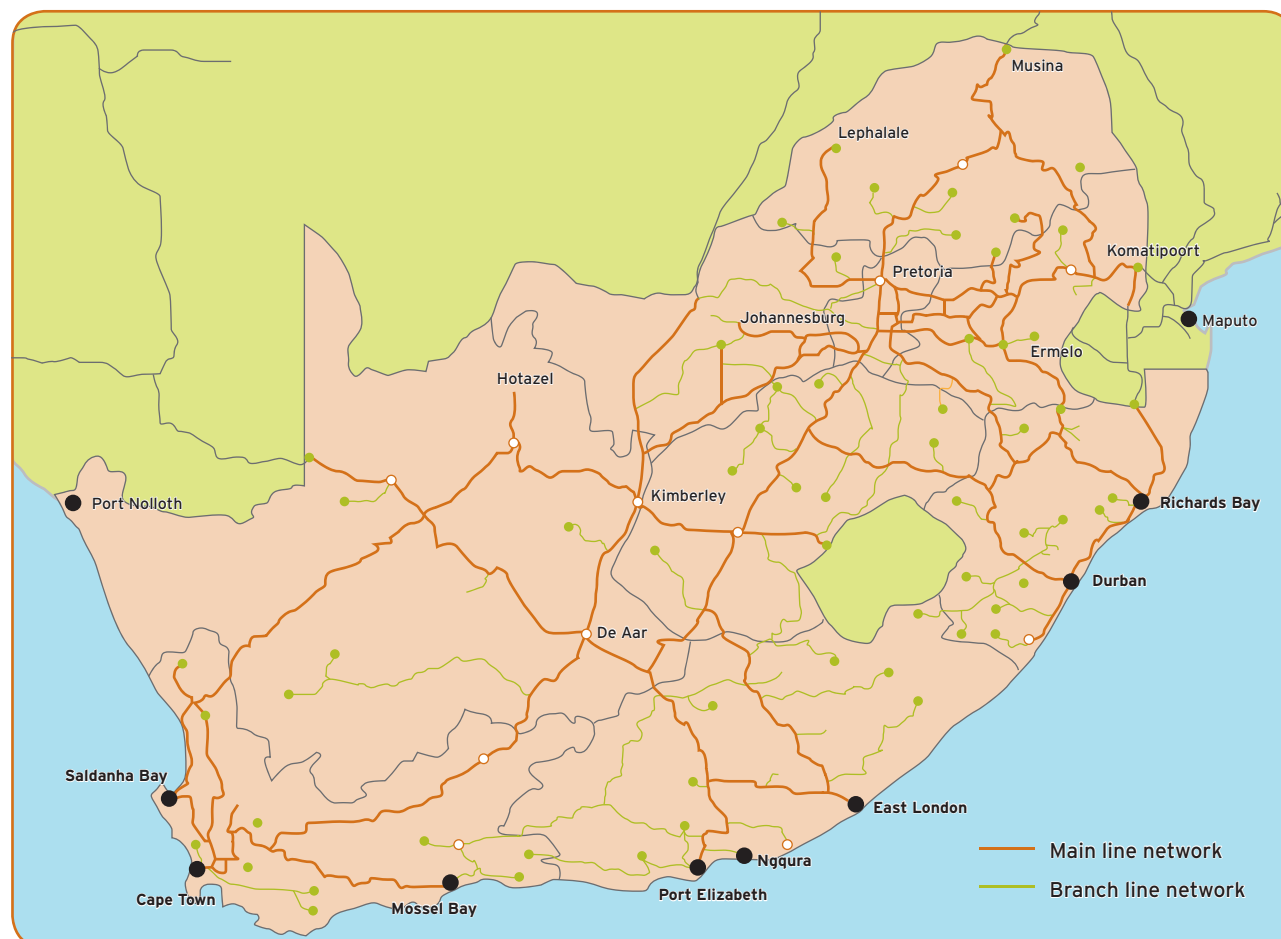 Musina
Lephalale
Komatipoort
Pretoria
Johannesburg
Maputo
Ermelo
Hotazel
Kimberley
Port Nolloth
Richards Bay
Durban
De Aar
Saldanha Bay
East London
Main line network
Ngqura
Branch line network
Port Elizabeth
Cape Town
Mossel Bay